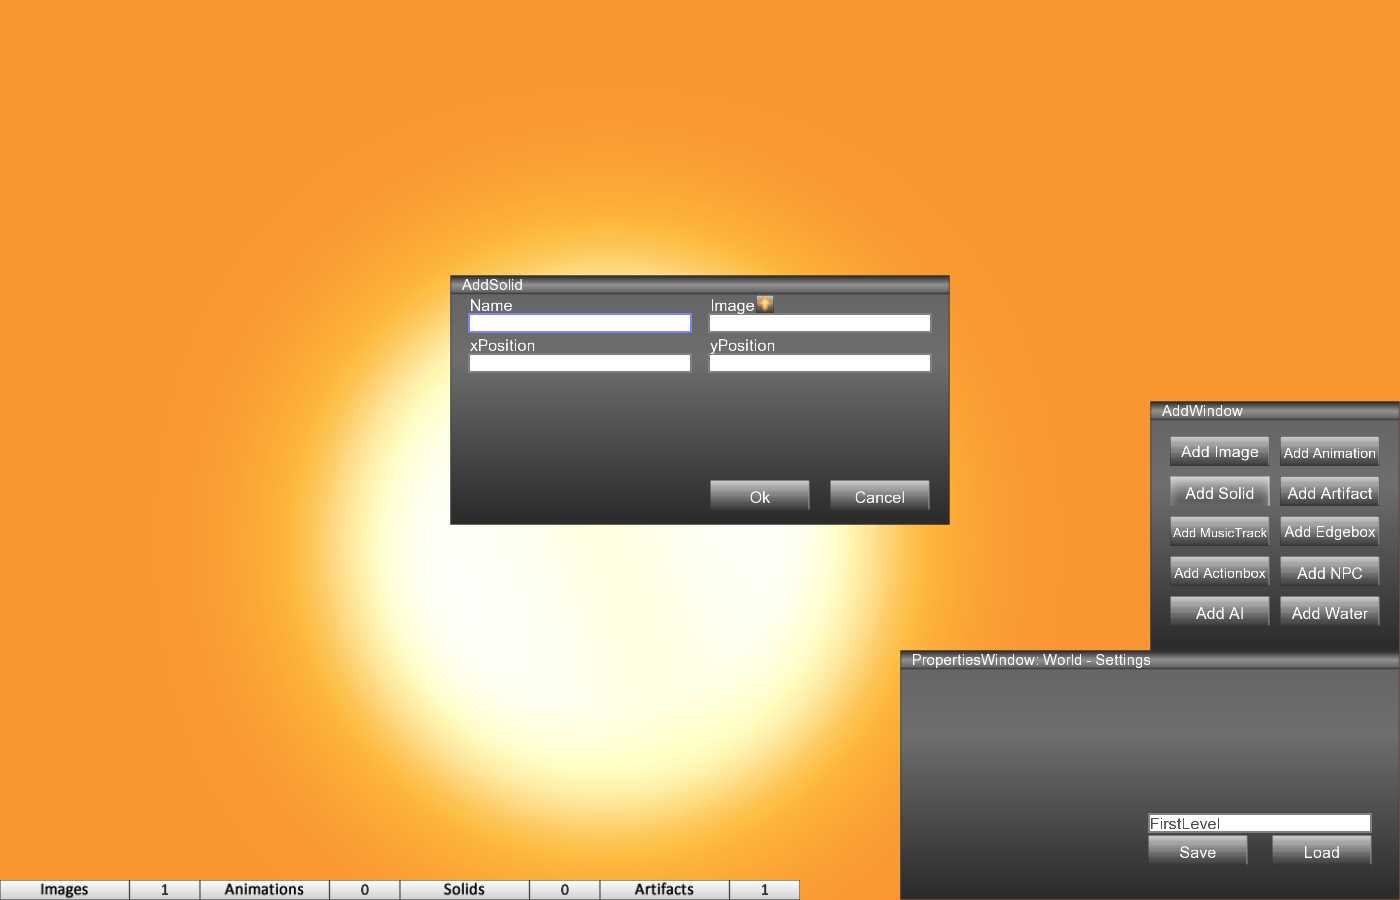 AddSolid
Name Image
xPosition yPosition
Ok Cancel
AddWindow
Add Image Add Animation
Add Solid Add Artifact
Add MusicTrack Add Edgebox
Add Actionbox Add NPC
Add AI Add Water
PropertiesWindow: World - Settings
FirstLevel
Save Load
Images 1 Animations 0 Solids 0 Artifacts 1